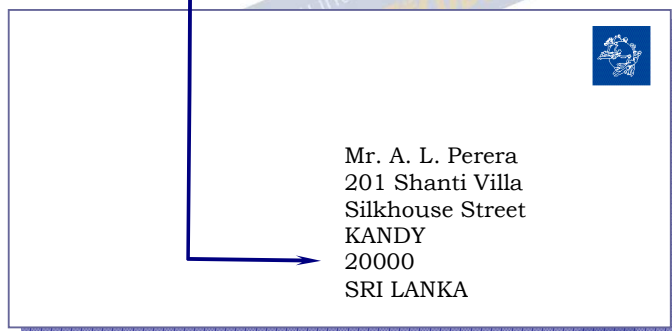 Mr. A. L. Perera
201 Shanti Villa
Silkhouse Street
KANDY
20000
SRI LANKA